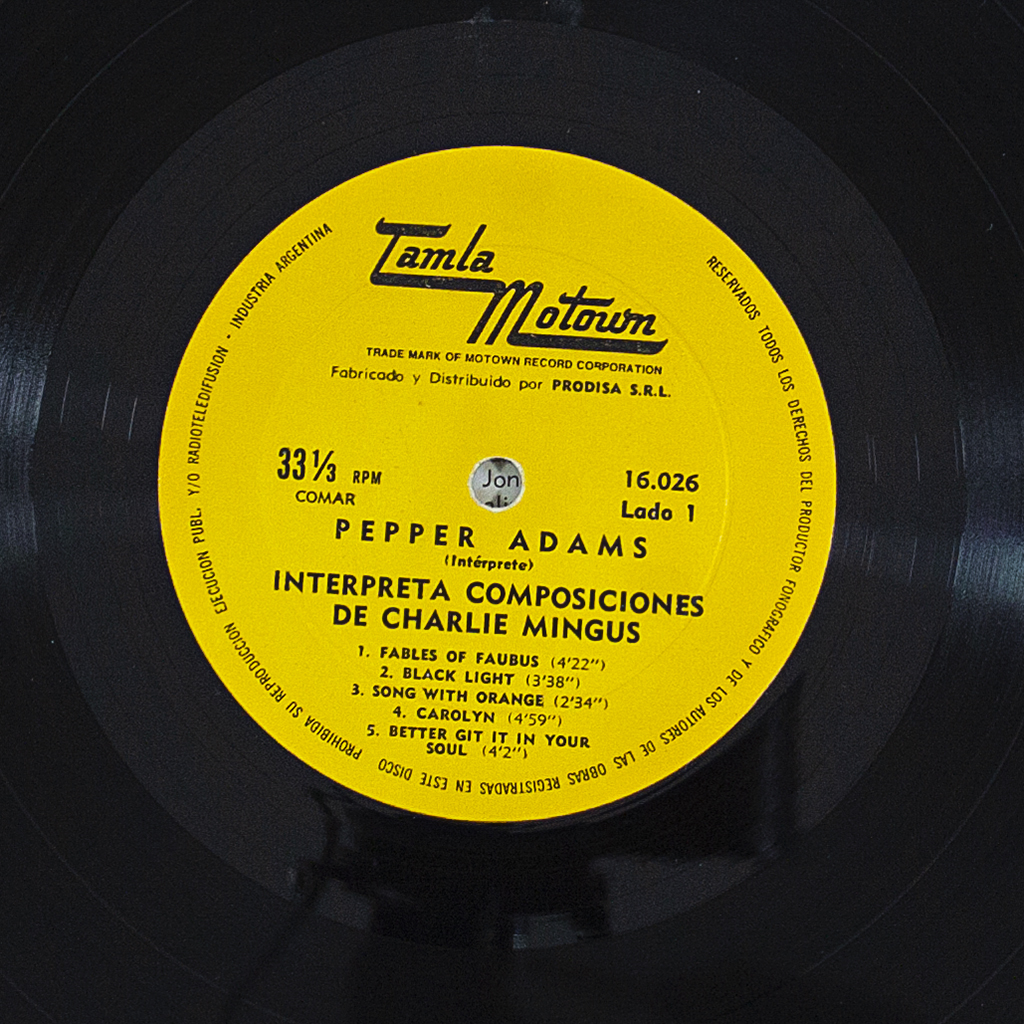 Tamla
Motown
TRADE MARK OF MOTOWN RECORD CORPORATION
Fabricado y Distribuido por PRODISA S.R.L.
33⅓ RPM
COMAR
Jon
16.026
Lado 1
PEPPER ADAMS
(Intérprete)
INTERPRETA COMPOSICIONES
DE CHARLIE MINGUS
1. FABLES OF FAUBUS (4'22")
2. BLACK LIGHT (3'38")
3. SONG WITH ORANGE (2'34")
4. CAROLYN (4'59")
5. BETTER GIT IT IN YOUR
SOUL (4'2")
RESERVADOS TODOS LOS DERECHOS DEL PRODUCTOR FONOGRAFICO Y DE LOS AUTORES DE LAS OBRAS REGISTRADAS EN ESTE DISCO
PROHIBIDA SU REPRODUCCION EJECUCION PUBL. Y/O RADIOTELEDIFUSION - INDUSTRIA ARGENTINA